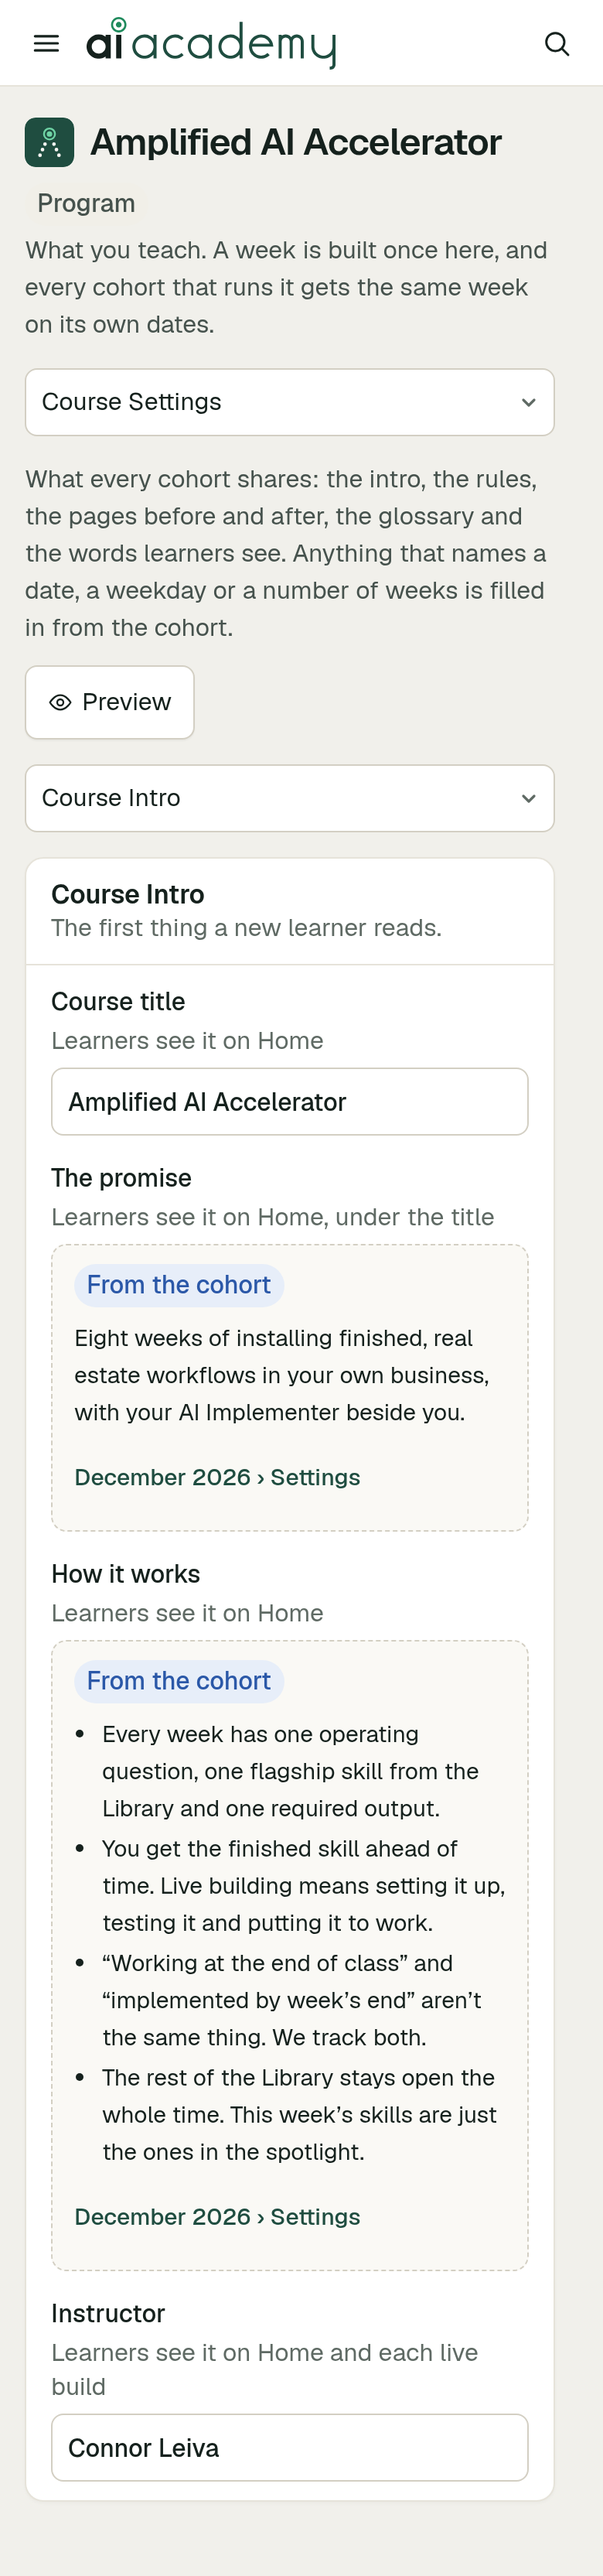 ai academy
Amplified AI Accelerator
Program
What you teach. A week is built once here, and
every cohort that runs it gets the same week
on its own dates.
Course Settings
What every cohort shares: the intro, the rules,
the pages before and after, the glossary and
the words learners see. Anything that names a
date, a weekday or a number of weeks is filled
in from the cohort.
Preview
Course Intro
Course Intro
The first thing a new learner reads.
Course title
Learners see it on Home
Amplified AI Accelerator
The promise
Learners see it on Home, under the title
From the cohort
Eight weeks of installing finished, real
estate workflows in your own business,
with your AI Implementer beside you.
December 2026 › Settings
How it works
Learners see it on Home
From the cohort
• Every week has one operating
question, one flagship skill from the
Library and one required output.
• You get the finished skill ahead of
time. Live building means setting it up,
testing it and putting it to work.
• “Working at the end of class” and
“implemented by week’s end” aren’t
the same thing. We track both.
• The rest of the Library stays open the
whole time. This week’s skills are just
the ones in the spotlight.
December 2026 › Settings
Instructor
Learners see it on Home and each live
build
Connor Leiva